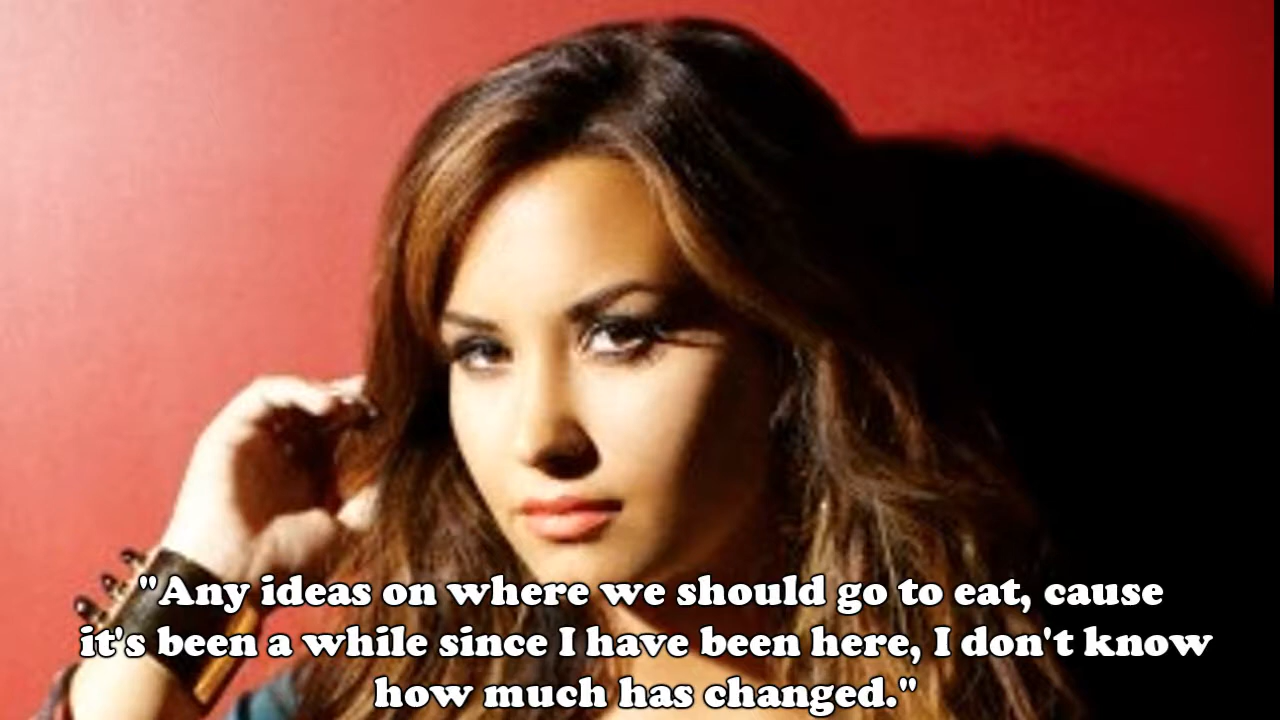 "Any ideas on where we should go to eat, cause
it's been a while since I have been here, I don't know
how much has changed."